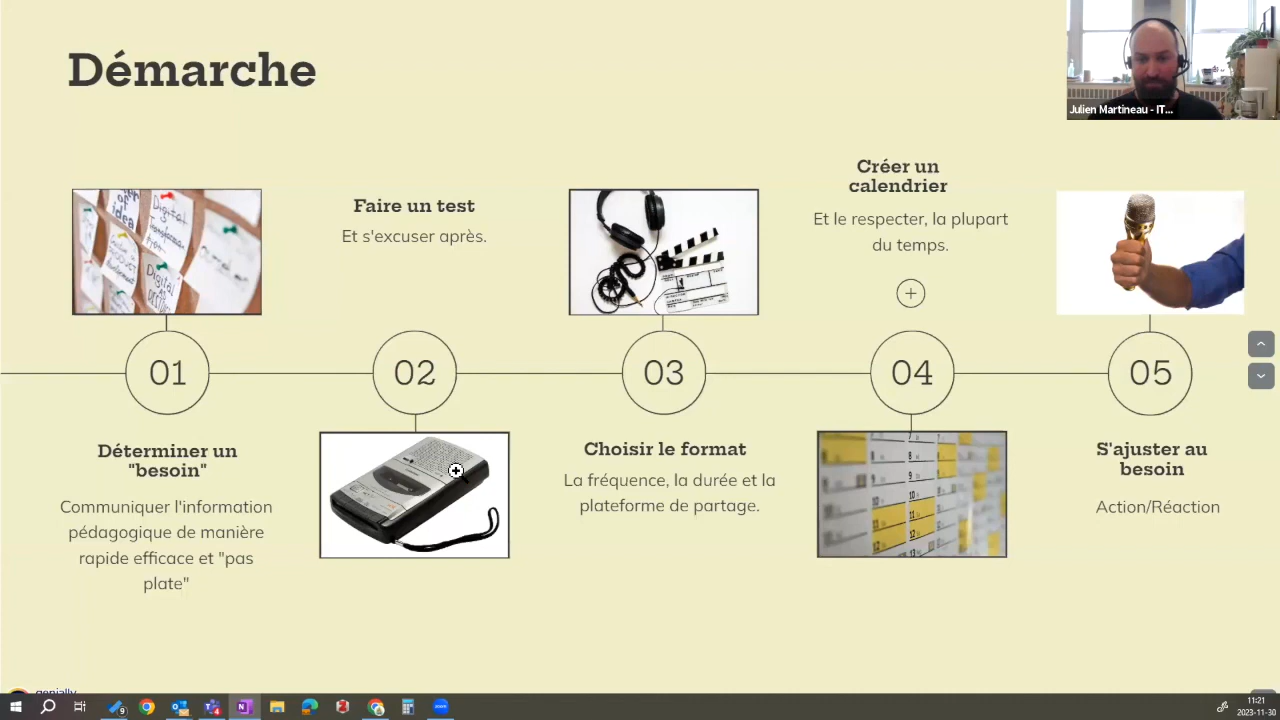 Démarche
Julien Martineau - IT...
Créer un
calendrier
Faire un test
Et le respecter, la plupart
du temps.
Et s'excuser après.
01
02
03
04
05
Déterminer un
"besoin"
Communiquer l'information
pédagogique de manière
rapide efficace et "pas
plate"
Choisir le format
La fréquence, la durée et la
plateforme de partage.
S'ajuster au
besoin
Action/Réaction
genially
11:21
2023-11-30